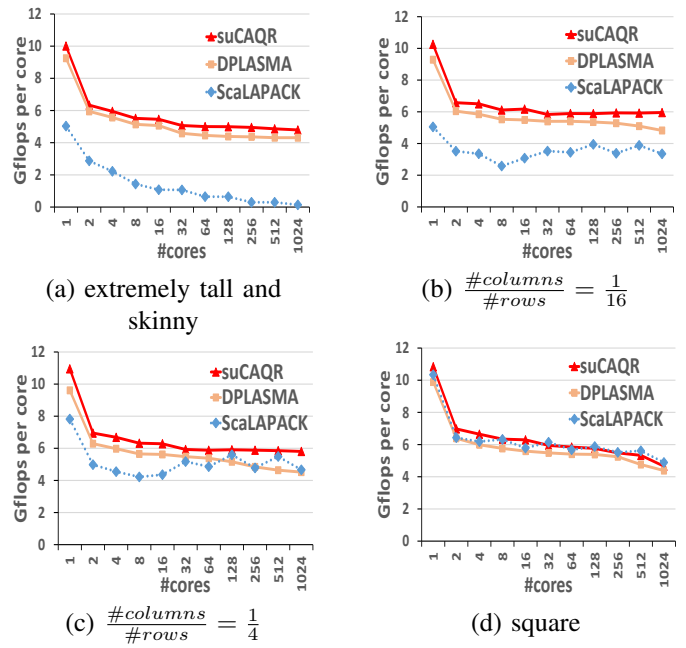 12
10
8
6
4
2
0
Gflops per core
suCAQR
DPLASMA
ScaLAPACK
1 2 4 8 16 32 64 128 256 512 1024
#cores
(a) extremely tall and
skinny
12
10
8
6
4
2
0
Gflops per core
suCAQR
DPLASMA
ScaLAPACK
1 2 4 8 16 32 64 128 256 512 1024
#cores
(b) #columns/#rows = 1/16
12
10
8
6
4
2
0
Gflops per core
suCAQR
DPLASMA
ScaLAPACK
1 2 4 8 16 32 64 128 256 512 1024
#cores
(c) #columns/#rows = 1/4
12
10
8
6
4
2
0
Gflops per core
suCAQR
DPLASMA
ScaLAPACK
1 2 4 8 16 32 64 128 256 512 1024
#cores
(d) square